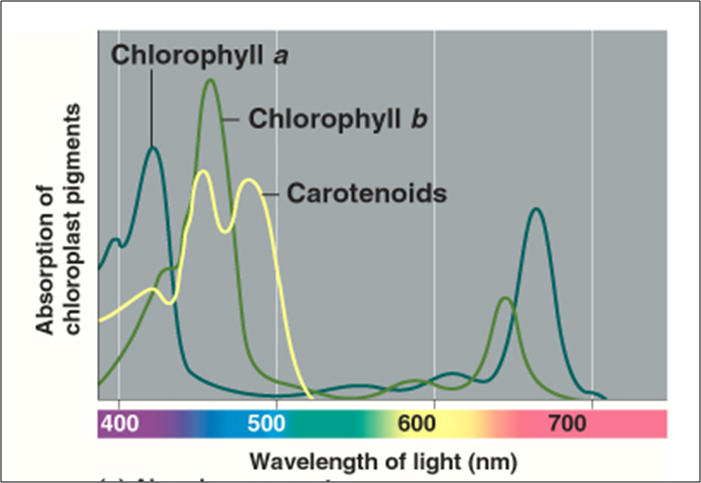 Chlorophyll a
Chlorophyll b
Carotenoids
Absorption of
chloroplast pigments
400 500 600 700
Wavelength of light (nm)